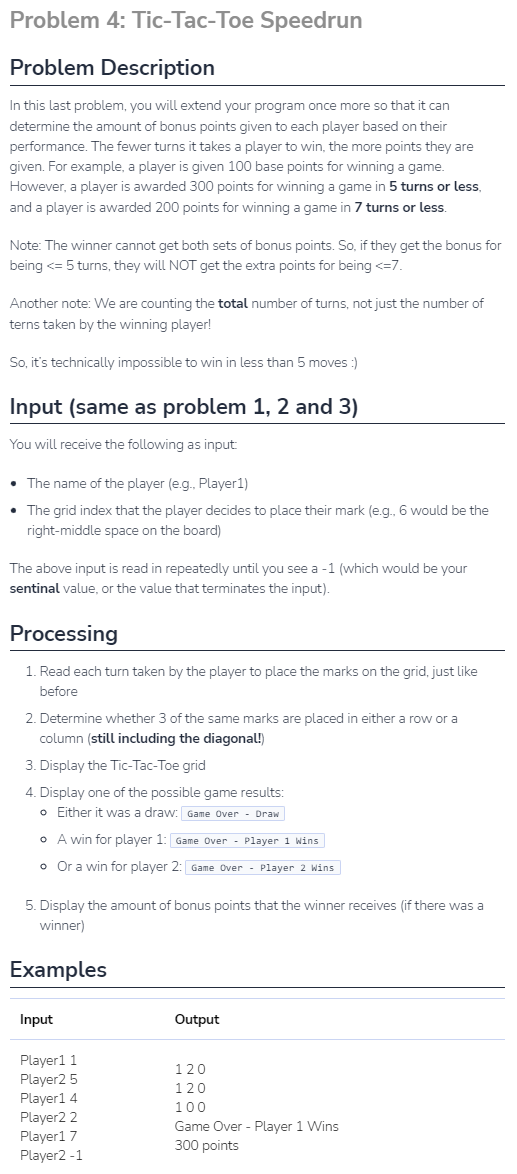 Problem 4: Tic-Tac-Toe Speedrun
Problem Description
In this last problem, you will extend your program once more so that it can
determine the amount of bonus points given to each player based on their
performance. The fewer turns it takes a player to win, the more points they are
given. For example, a player is given 100 base points for winning a game.
However, a player is awarded 300 points for winning a game in 5 turns or less,
and a player is awarded 200 points for winning a game in 7 turns or less.
Note: The winner cannot get both sets of bonus points. So, if they get the bonus for
being <= 5 turns, they will NOT get the extra points for being <=7.
Another note: We are counting the total number of turns, not just the number of
terns taken by the winning player!
So, it's technically impossible to win in less than 5 moves :)
Input (same as problem 1, 2 and 3)
You will receive the following as input:
• The name of the player (e.g., Player1)
• The grid index that the player decides to place their mark (e.g., 6 would be the
right-middle space on the board)
The above input is read in repeatedly until you see a -1 (which would be your
sentinal value, or the value that terminates the input).
Processing
1. Read each turn taken by the player to place the marks on the grid, just like
before
2. Determine whether 3 of the same marks are placed in either a row or a
column (still including the diagonal!)
3. Display the Tic-Tac-Toe grid
4. Display one of the possible game results:
Either it was a draw: Game Over - Draw
A win for player 1: Game Over - Player 1 Wins
Or a win for player 2: Game Over - Player 2 Wins
5. Display the amount of bonus points that the winner receives (if there was a
winner)
Examples
Input Output
Player1 1
Player2 5
Player1 4
Player2 2
Player1 7
Player2 -1
1 2 0
1 2 0
1 0 0
Game Over - Player 1 Wins
300 points